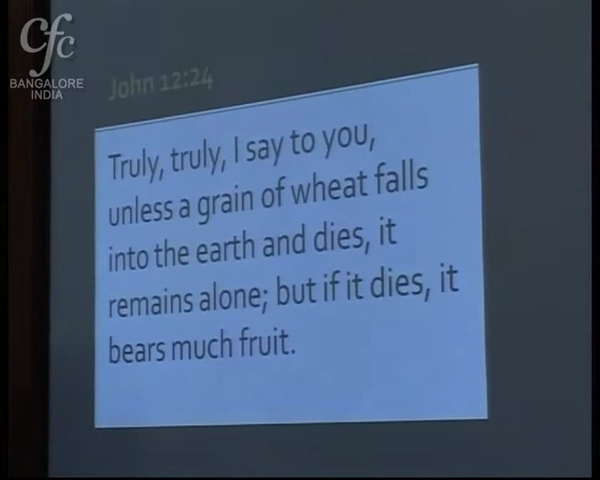 cfc
BANGALORE
INDIA
John 12:24
Truly, truly, I say to you,
unless a grain of wheat falls
into the earth and dies, it
remains alone; but if it dies, it
bears much fruit.